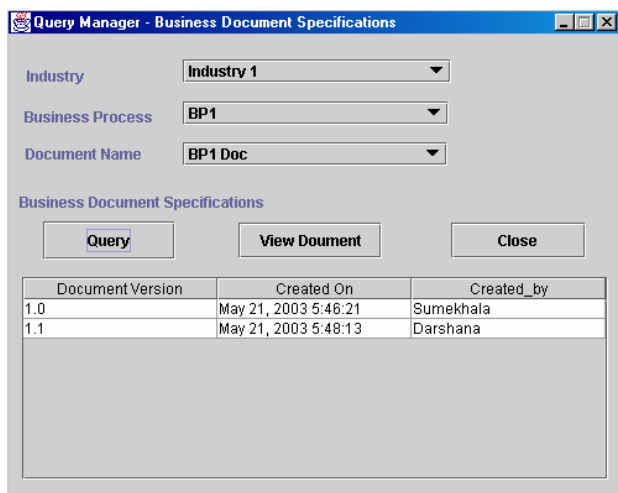 Query Manager - Business Document Specifications
Industry Industry 1
Business Process BP1
Document Name BP1 Doc
Business Document Specifications
Query View Doument Close
Document Version Created On Created_by
1.0 May 21, 2003 5:46:21 Sumekhala
1.1 May 21, 2003 5:48:13 Darshana